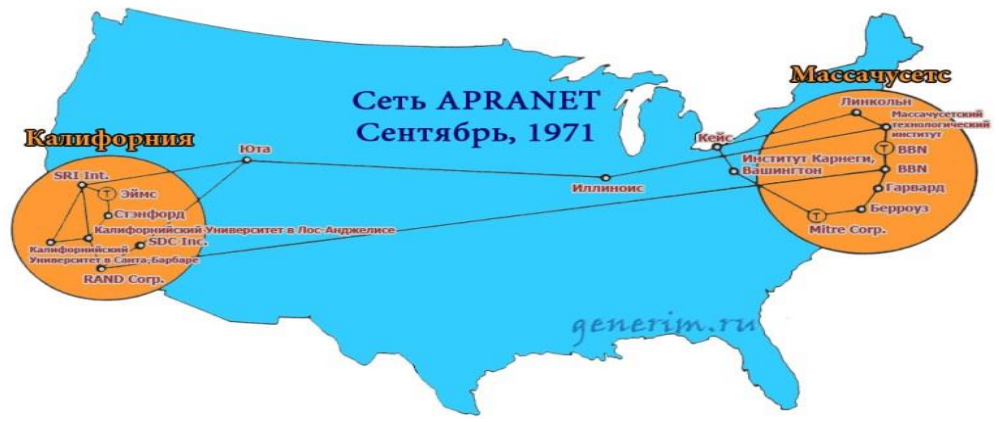 Сеть APRANET
Сентябрь, 1971
Массачусетс
Линкольн
Массачусетский
технологический
институт
Калифорния
Кейс
Юта
BBN
Институт Карнеги,
Вашингтон
BBN
SRI Int.
Иллиноис
Эймс
Гарвард
Стэнфорд
Берроуз
Калифорнийский Университет в Лос-Анджелисе
Mitre Corp.
SDC Inc.
Калифорнийский
Университет в Санта,Барбаре
RAND Corp.
T
T
T
generim.ru